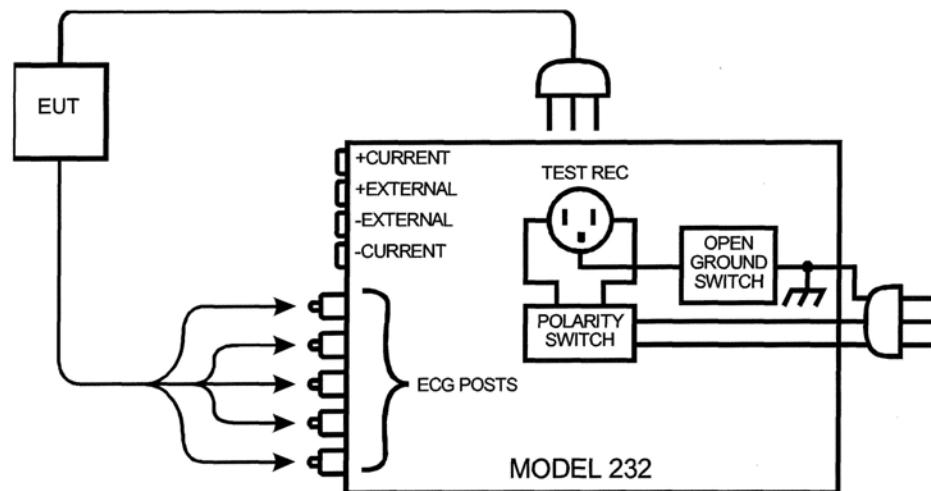 EUT
+CURRENT
+EXTERNAL
-EXTERNAL
-CURRENT
TEST REC
OPEN
GROUND
SWITCH
POLARITY
SWITCH
ECG POSTS
MODEL 232